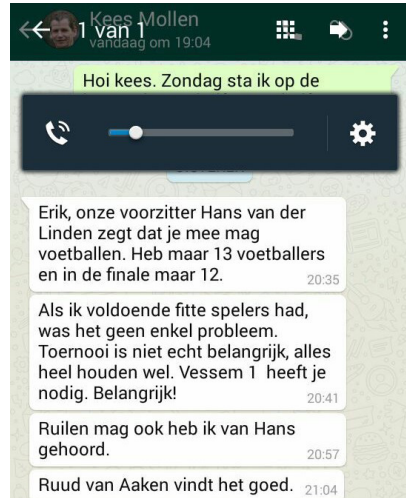 Kees Mollen
1 van 1
vandaag om 19:04
Hoi kees. Zondag sta ik op de
Erik, onze voorzitter Hans van der
Linden zegt dat je mee mag
voetballen. Heb maar 13 voetballers
en in de finale maar 12.
20:35
Als ik voldoende fitte spelers had,
was het geen enkel probleem.
Toernooi is niet echt belangrijk, alles
heel houden wel. Vessem 1  heeft je
nodig. Belangrijk!
20:41
Ruilen mag ook heb ik van Hans
gehoord.
20:57
Ruud van Aaken vindt het goed. 21:04